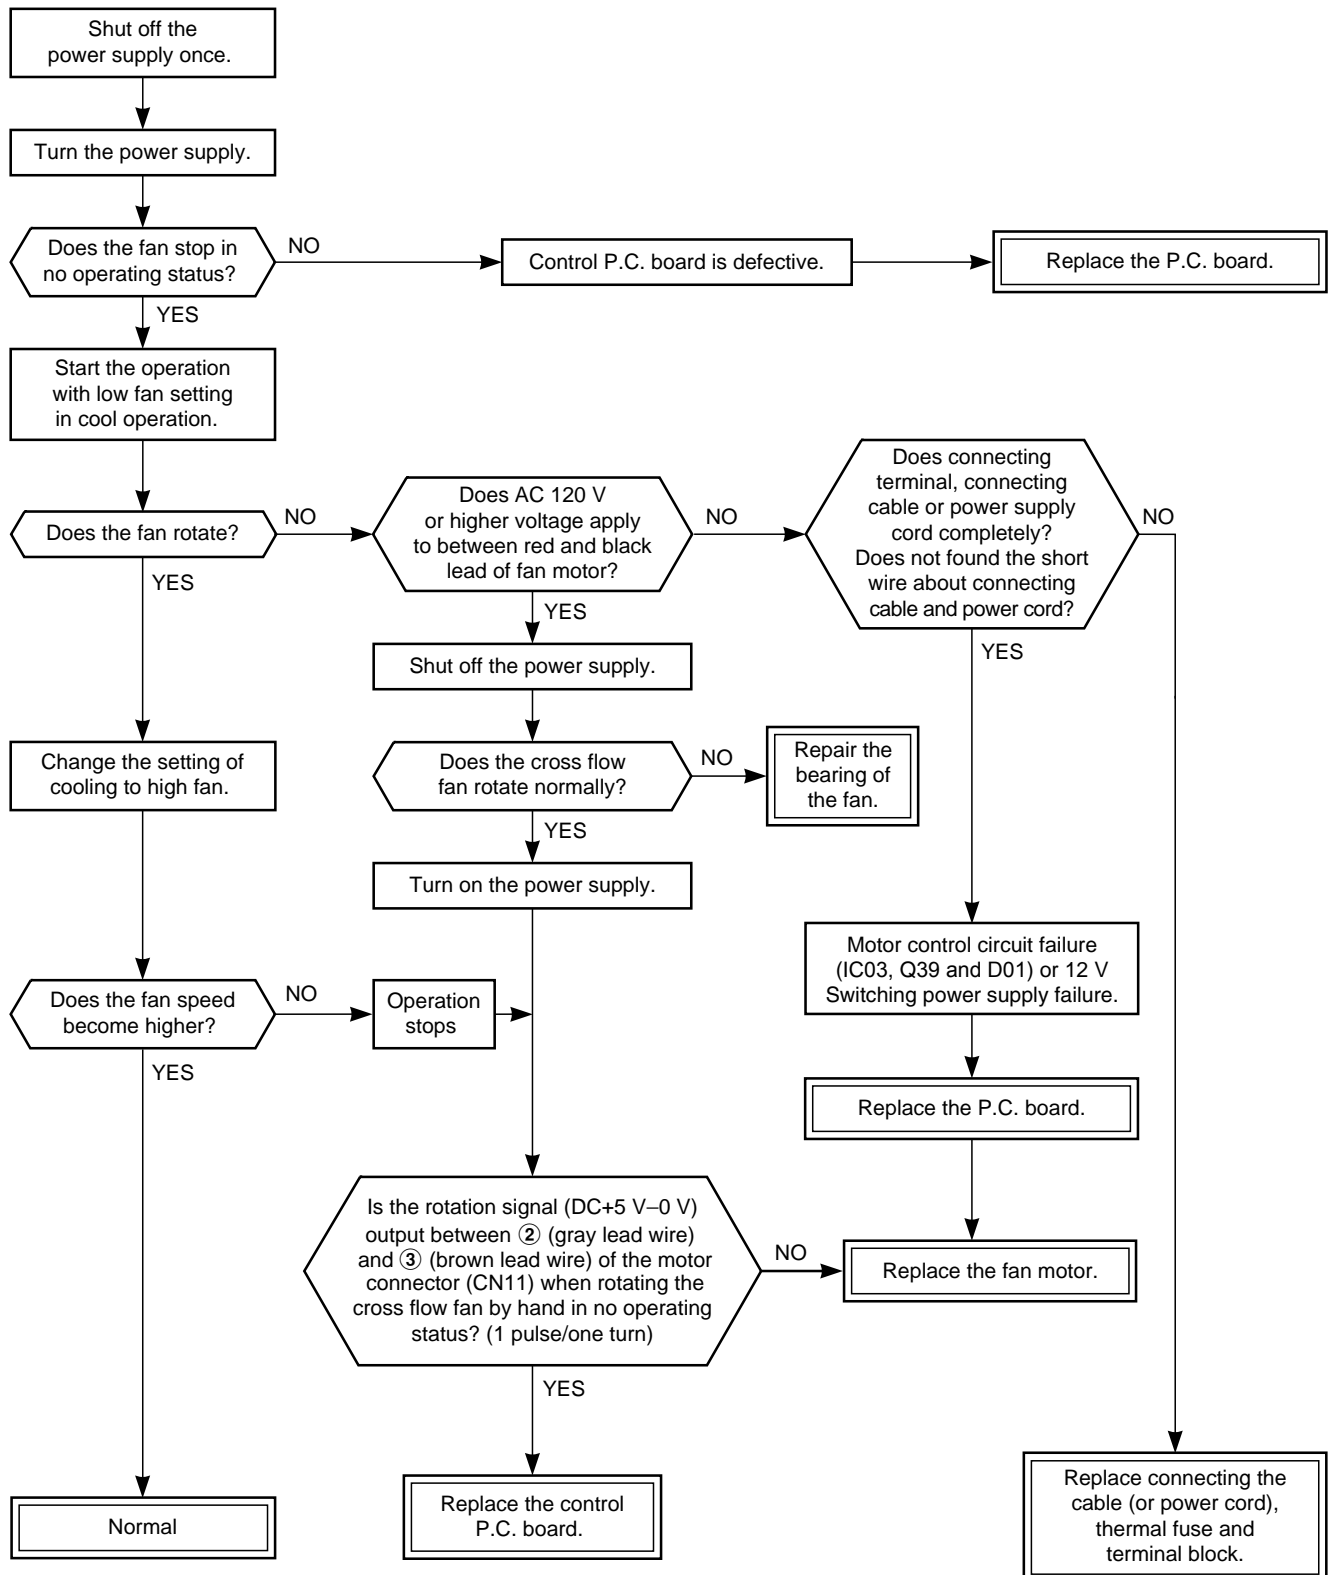 Shut off the
power supply once.
Turn the power supply.
Does the fan stop in
no operating status?
NO
Control P.C. board is defective.
Replace the P.C. board.
YES
Start the operation
with low fan setting
in cool operation.
Does the fan rotate?
NO
Does AC 120 V
or higher voltage apply
to between red and black
lead of fan motor?
NO
Does connecting
terminal, connecting
cable or power supply
cord completely?
Does not found the short
wire about connecting
cable and power cord?
NO
YES
YES
YES
Shut off the power supply.
Change the setting of
cooling to high fan.
Does the cross flow
fan rotate normally?
NO
Repair the
bearing of
the fan.
YES
Turn on the power supply.
Motor control circuit failure
(IC03, Q39 and D01) or 12 V
Switching power supply failure.
Does the fan speed
become higher?
NO
Operation
stops
YES
Replace the P.C. board.
Is the rotation signal (DC+5 V–0 V)
output between ② (gray lead wire)
and ③ (brown lead wire) of the motor
connector (CN11) when rotating the
cross flow fan by hand in no operating
status? (1 pulse/one turn)
NO
Replace the fan motor.
YES
Normal
Replace the control
P.C. board.
Replace connecting the
cable (or power cord),
thermal fuse and
terminal block.